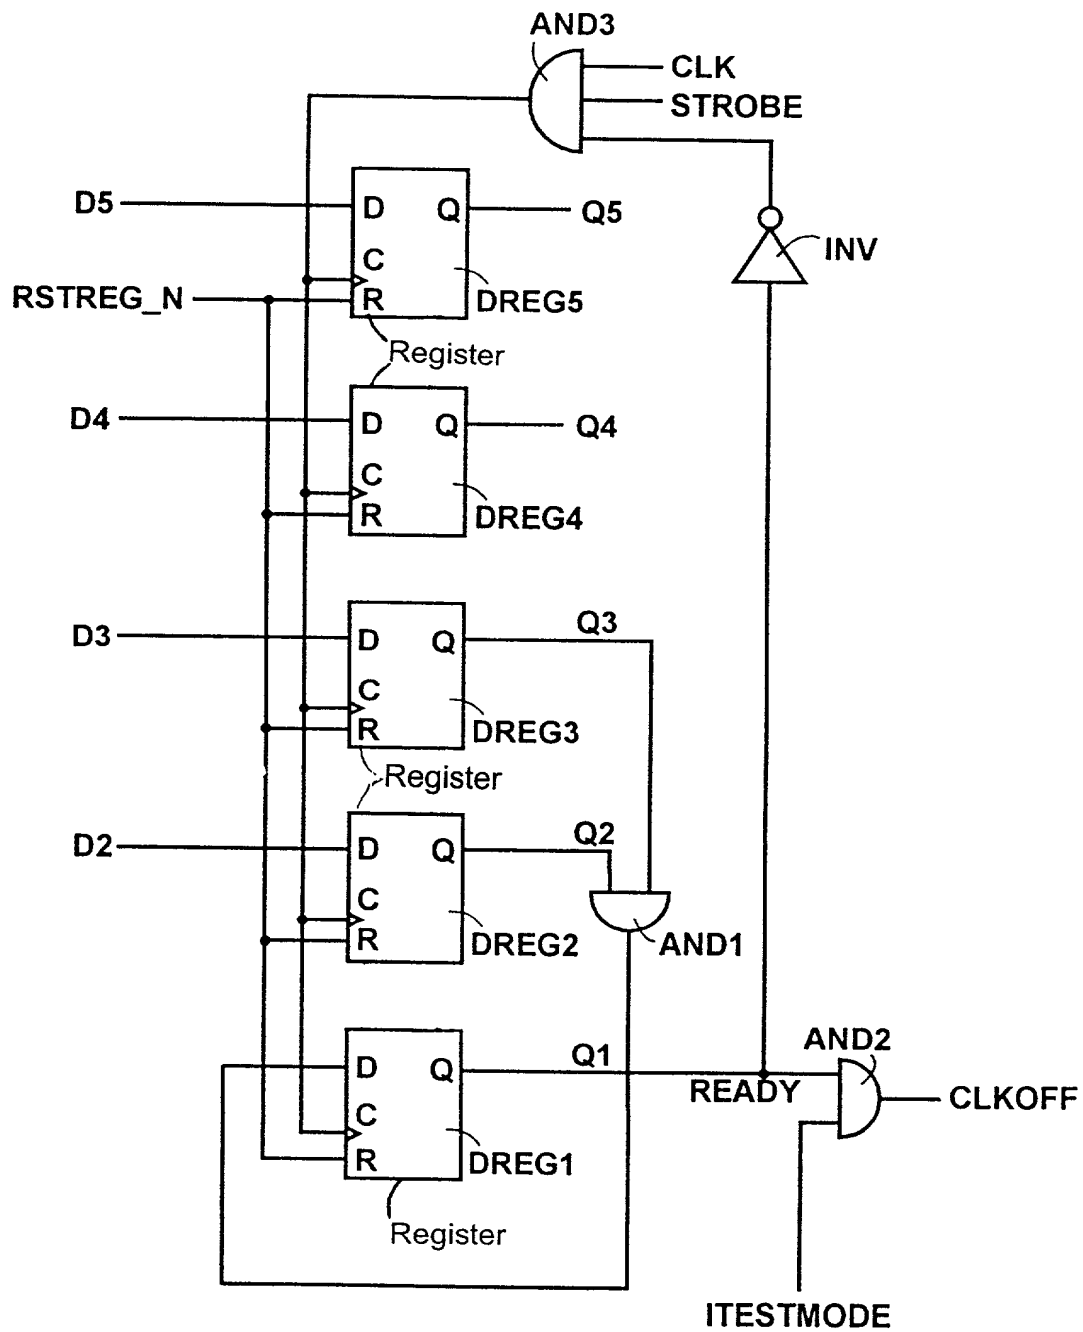 AND3
CLK
STROBE
D5
D
Q
Q5
C
INV
RSTREG_N
R
DREG5
Register
D4
D
Q
Q4
C
R
DREG4
D3
D
Q
Q3
C
R
DREG3
Register
D2
D
Q
Q2
C
R
DREG2
AND1
D
Q
Q1
READY
AND2
CLKOFF
C
R
DREG1
Register
ITESTMODE